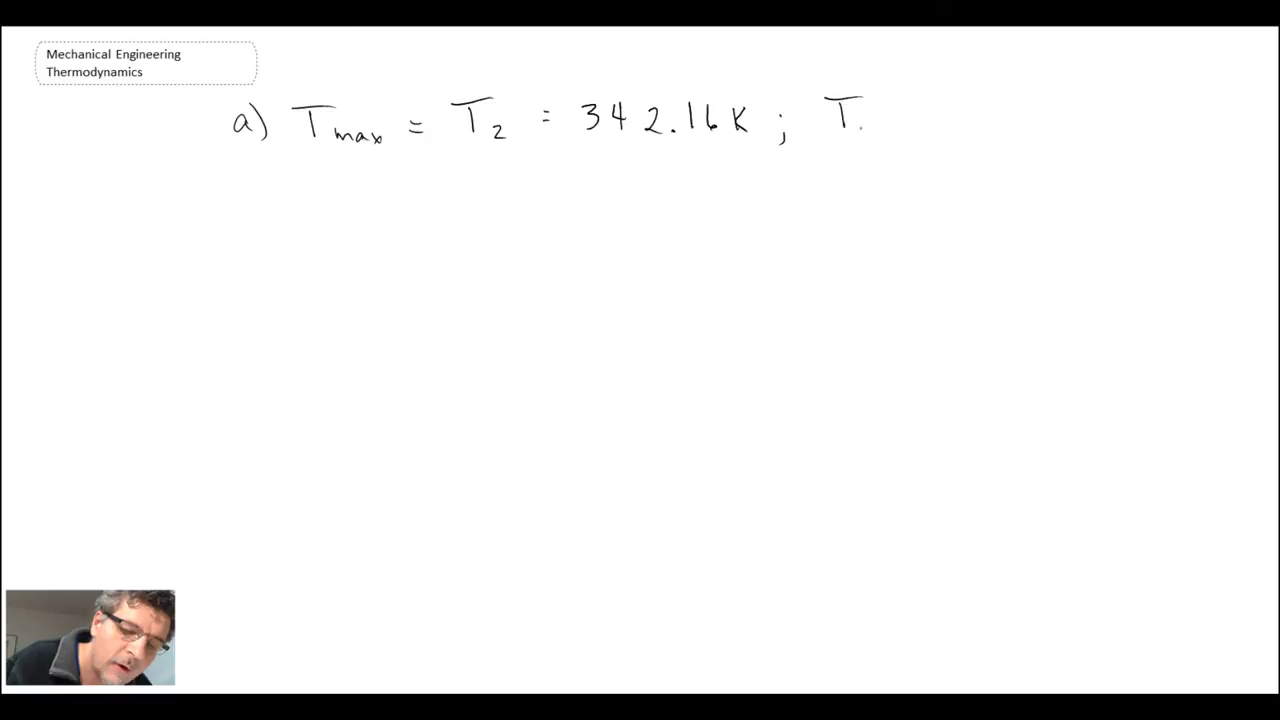 Mechanical Engineering
Thermodynamics
a) Tmax = T2 = 342.16K ; T